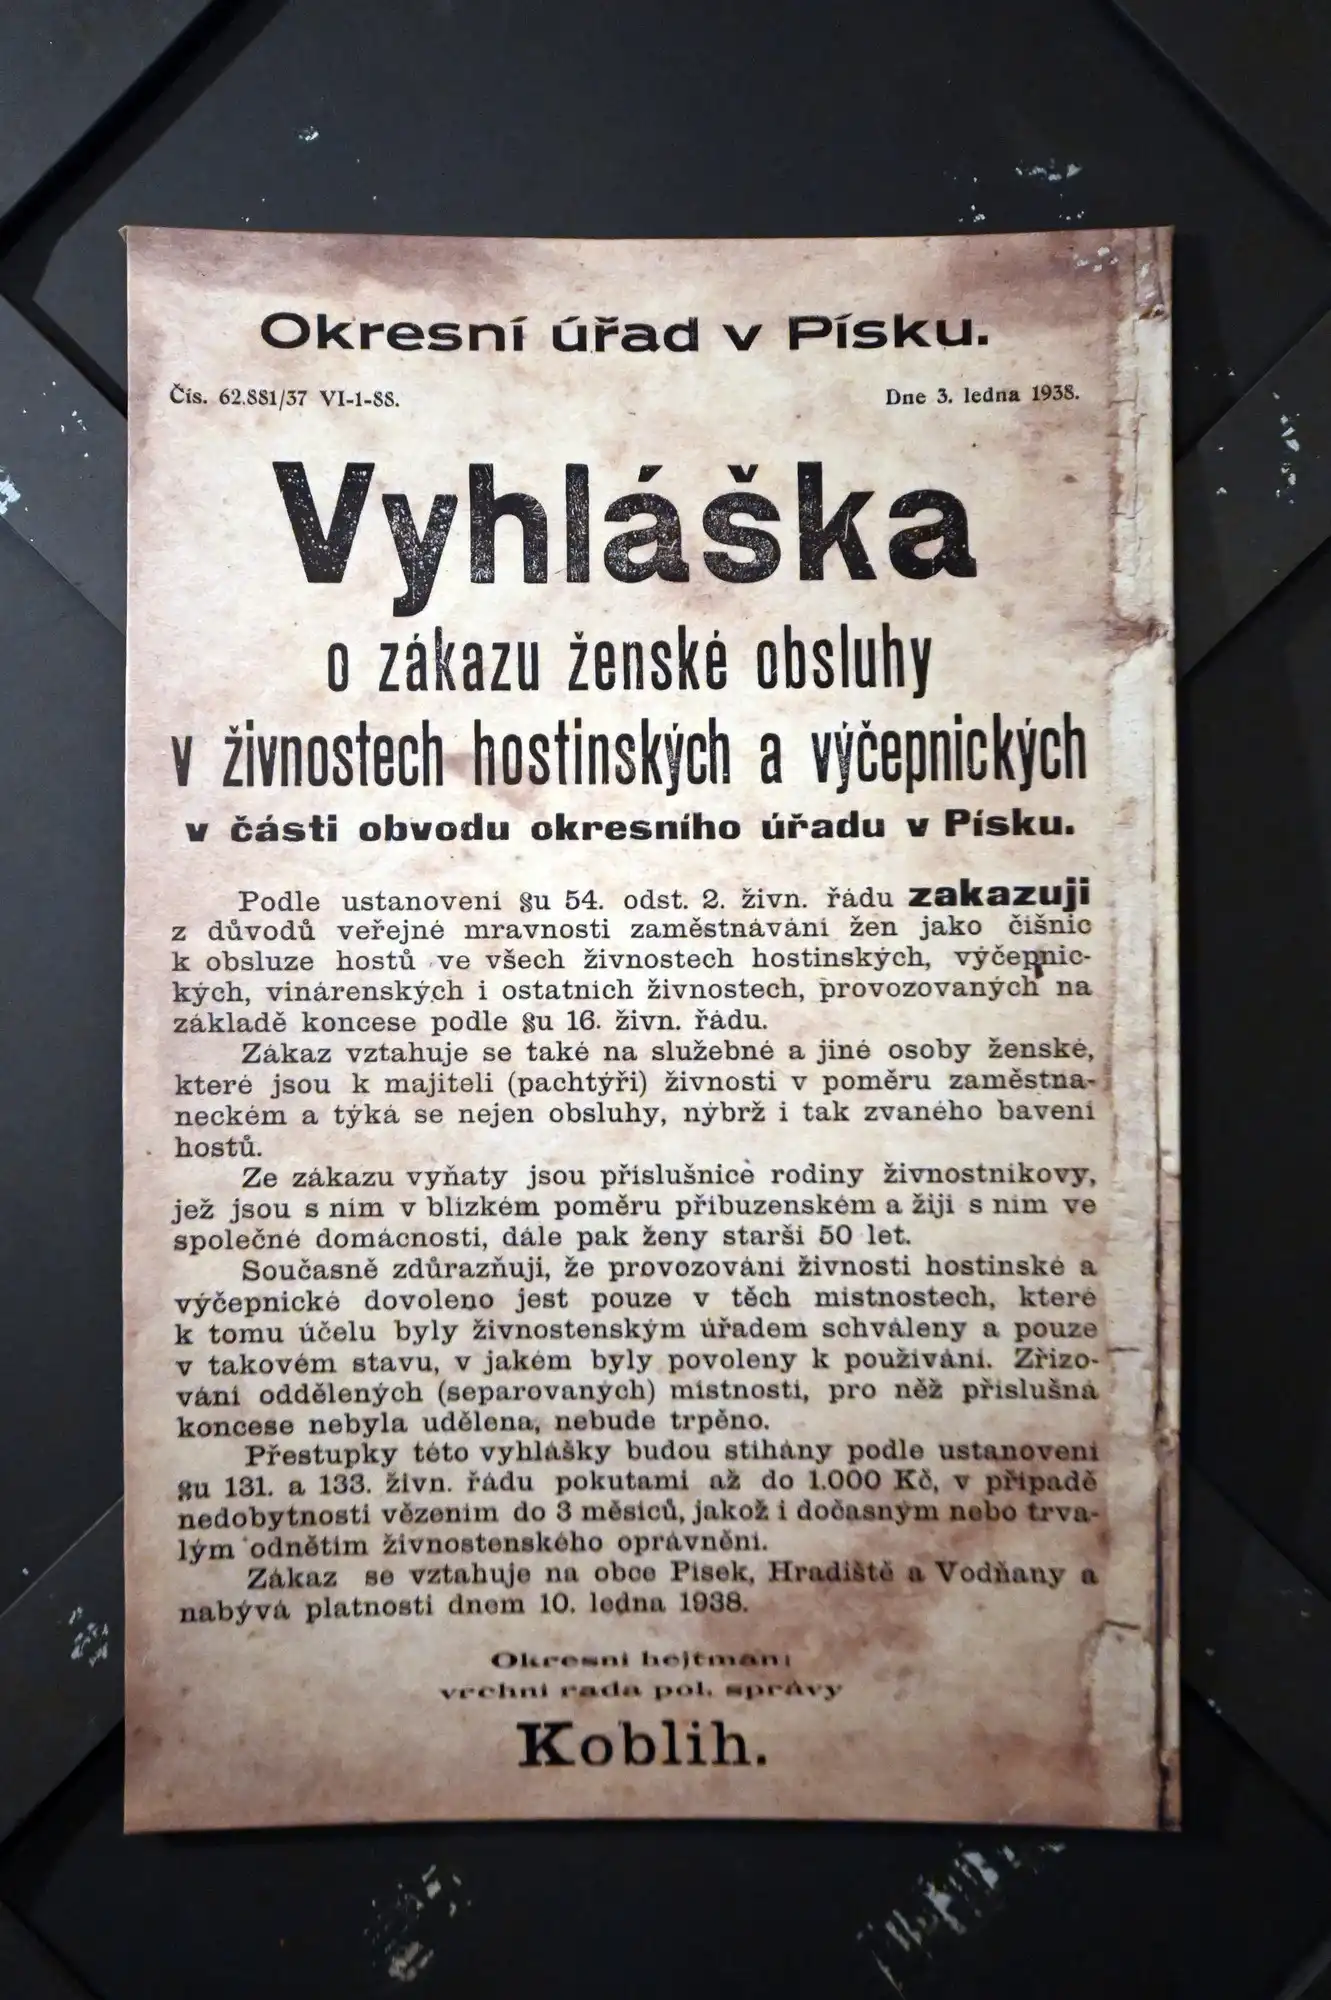 Okresní úřad v Písku.
Čís. 62.881/37 VI-1-88.
Dne 3. ledna 1938.
Vyhláška
o zákazu ženské obsluhy
v živnostech hostinských a výčepnických
v části obvodu okresního úřadu v Písku.
Podle ustanovení §u 54. odst. 2. živn. řádu zakazuji
z důvodů veřejné mravnosti zaměstnávání žen jako číšnic
k obsluze hostů ve všech živnostech hostinských, výčepnic-
kých, vinárenských i ostatních živnostech, provozovaných na
základě koncese podle §u 16. živn. řádu.
Zákaz vztahuje se také na služebné a jiné osoby ženské,
které jsou k majiteli (pachtýři) živnosti v poměru zaměstna-
neckém a týká se nejen obsluhy, nýbrž i tak zvaného bavení
hostů.
Ze zákazu vyňaty jsou příslušnice rodiny živnostníkovy,
jež jsou s ním v blízkém poměru příbuzenském a žijí s ním ve
společné domácnosti, dále pak ženy starší 50 let.
Současně zdůrazňuji, že provozování živnosti hostinské a
výčepnické dovoleno jest pouze v těch místnostech, které
k tomu účelu byly živnostenským úřadem schváleny a pouze
v takovém stavu, v jakém byly povoleny k používání. Zřizo-
vání oddělených (separovaných) místností, pro něž příslušná
koncese nebyla udělena, nebude trpěno.
Přestupky této vyhlášky budou stíhány podle ustanovení
§u 131. a 133. živn. řádu pokutami až do 1.000 Kč, v případě
nedobytnosti vězením do 3 měsíců, jakož i dočasným nebo trva-
lým odnětím živnostenského oprávnění.
Zákaz se vztahuje na obce Písek, Hradiště a Vodňany a
nabývá platnosti dnem 10. ledna 1938.
Okresní hejtman:
vrchní rada pol. správy
Koblih.